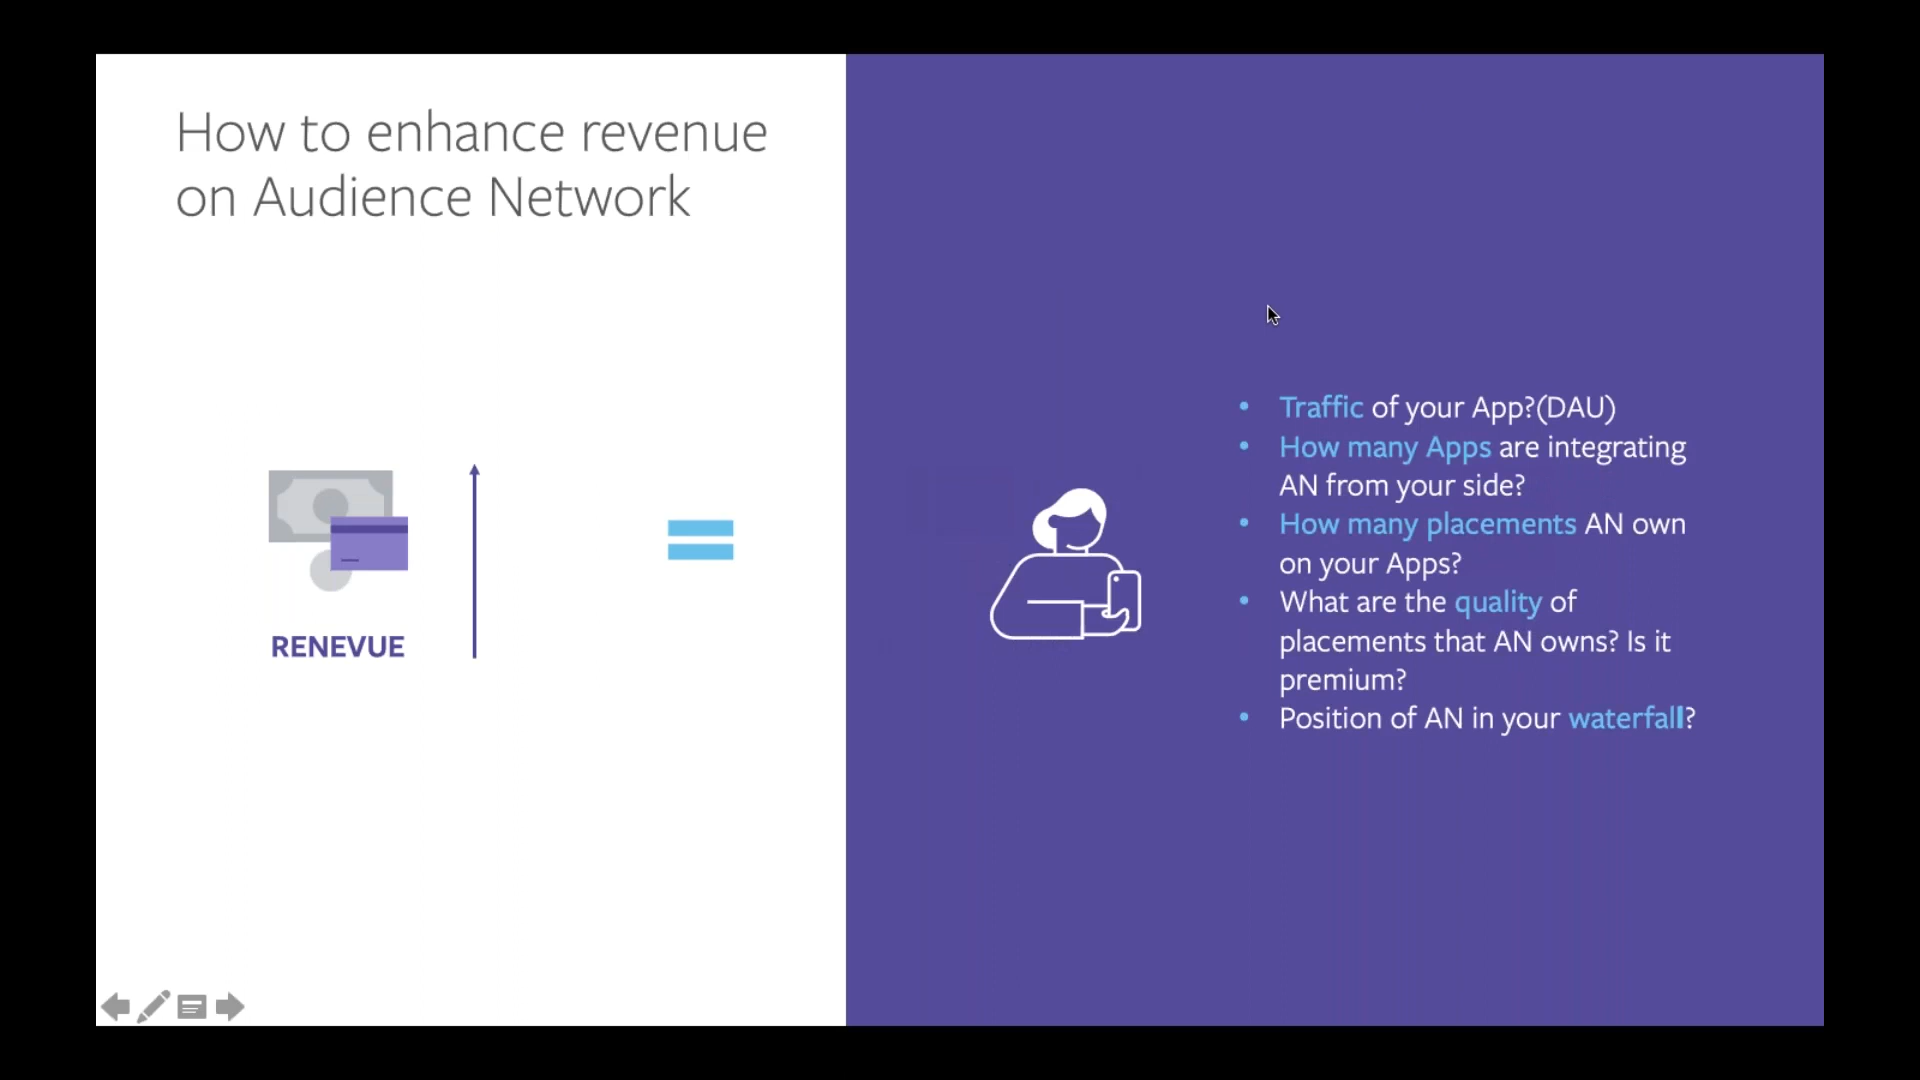 How to enhance revenue
on Audience Network
RENEVUE
• Traffic of your App?(DAU)
• How many Apps are integrating
AN from your side?
• How many placements AN own
on your Apps?
• What are the quality of
placements that AN owns? Is it
premium?
• Position of AN in your waterfall?